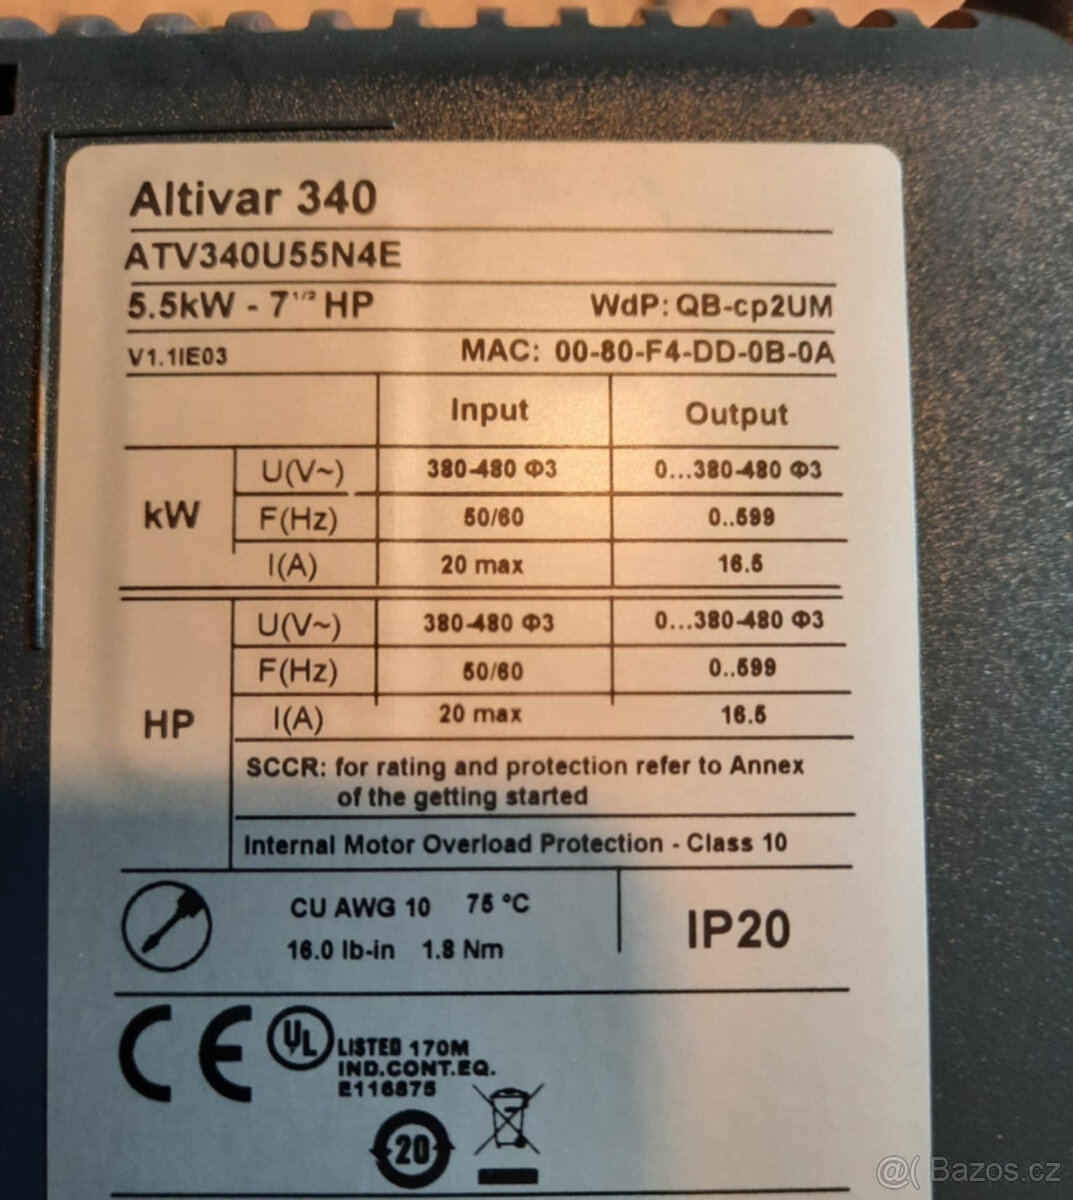 Altivar 340
ATV340U55N4E
5.5kW - 7 1/2 HP WdP: QB-cp2UM
V1.1IE03 MAC: 00-80-F4-DD-0B-0A
Input Output
kW
U(V~) 380-480 Φ3 0...380-480 Φ3
F(Hz) 50/60 0..599
I(A) 20 max 16.5
HP
U(V~) 380-480 Φ3 0...380-480 Φ3
F(Hz) 50/60 0..599
I(A) 20 max 16.5
SCCR: for rating and protection refer to Annex
of the getting started
Internal Motor Overload Protection - Class 10
CU AWG 10 75 °C
16.0 lb-in 1.8 Nm
IP20
CE
UL
LISTED 170M
IND.CONT.EQ.
E116875
20
@( Bazos.cz